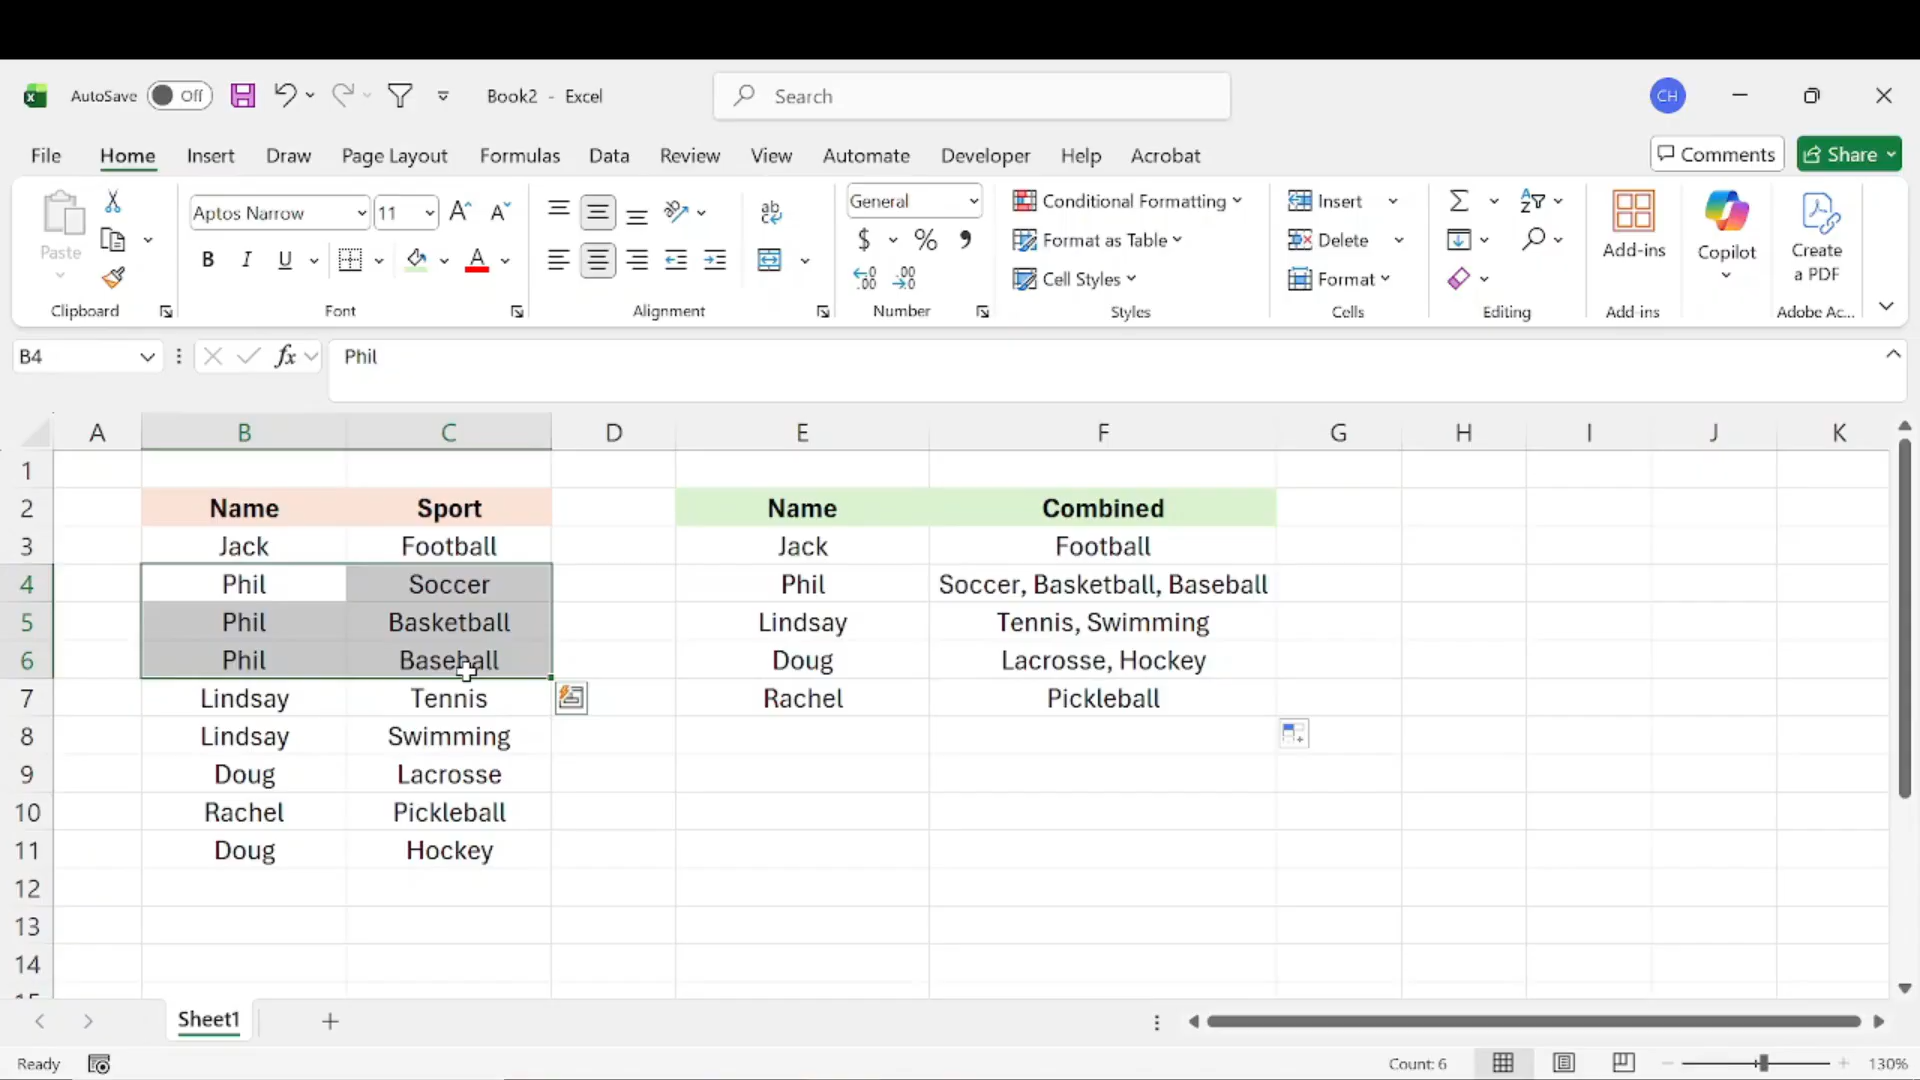 AutoSave Off Book2 - Excel Search CH
File Home Insert Draw Page Layout Formulas Data Review View Automate Developer Help Acrobat Comments Share
Paste Aptos Narrow 11 A A ab General Conditional Formatting Insert Add-ins Copilot Create a PDF
B I U A $ % Format as Table Delete
Cell Styles Format
Clipboard Font Alignment Number Styles Cells Editing Add-ins Adobe Ac...
B4 fx Phil
A B C D E F G H I J K
1
2 Name Sport Name Combined
3 Jack Football Jack Football
4 Phil Soccer Phil Soccer, Basketball, Baseball
5 Phil Basketball Lindsay Tennis, Swimming
6 Phil Baseball Doug Lacrosse, Hockey
7 Lindsay Tennis Rachel Pickleball
8 Lindsay Swimming
9 Doug Lacrosse
10 Rachel Pickleball
11 Doug Hockey
12
13
14
Sheet1
Ready Count: 6 130%